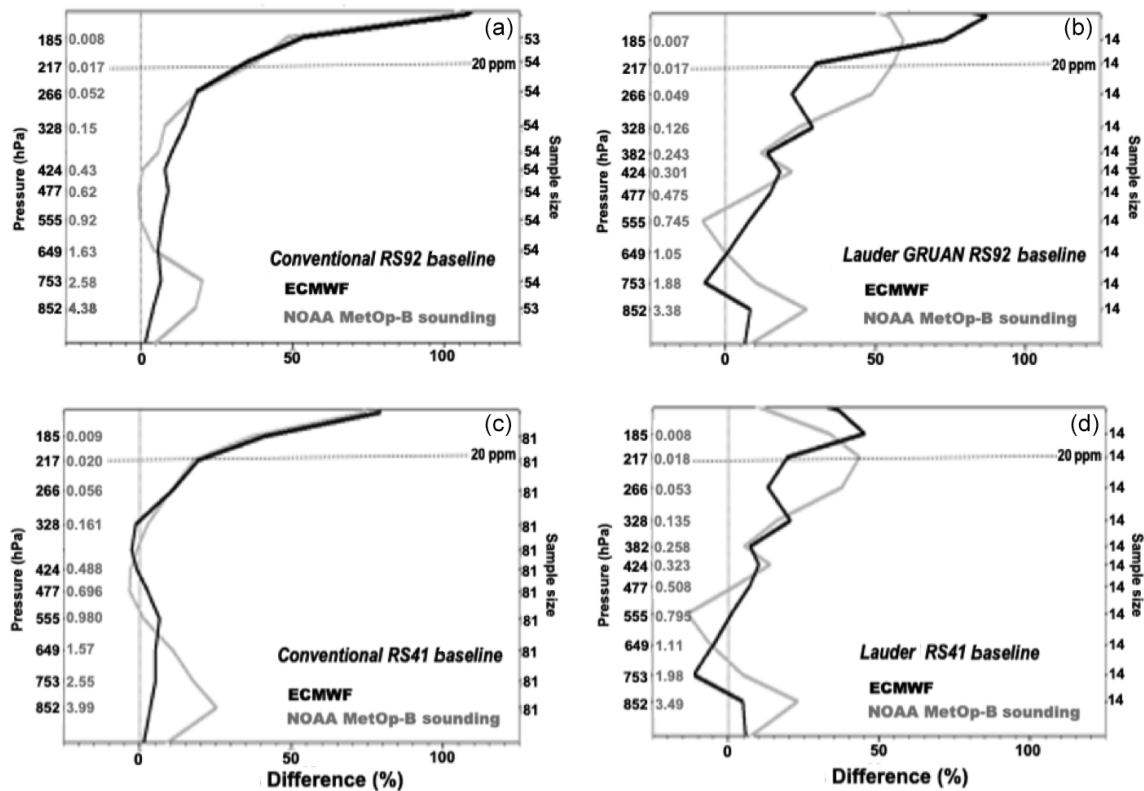 (a)
Pressure (hPa)
185 0.008 53
217 0.017 54
20 ppm
266 0.052 54
328 0.15 54
54
424 0.43 54
477 0.62 54
555 0.92 54
649 1.63 54
753 2.58 54
852 4.38 53
Sample size
Conventional RS92 baseline
ECMWF
NOAA MetOp-B sounding
0 50 100
(b)
Pressure (hPa)
185 0.007 14
217 0.017 14
20 ppm
266 0.049 14
328 0.126 14
382 0.243 14
424 0.301 14
477 0.475 14
555 0.745 14
649 1.05 14
753 1.88 14
852 3.38 14
Sample size
Lauder GRUAN RS92 baseline
ECMWF
NOAA MetOp-B sounding
0 50 100
(c)
Pressure (hPa)
185 0.009 81
217 0.020 81
20 ppm
266 0.056 81
328 0.161 81
81
424 0.488 81
477 0.696 81
555 0.980 81
649 1.57 81
753 2.55 81
852 3.99 81
Sample size
Conventional RS41 baseline
ECMWF
NOAA MetOp-B sounding
0 50 100
Difference (%)
(d)
Pressure (hPa)
185 0.008 14
217 0.018 14
20 ppm
266 0.053 14
328 0.135 14
382 0.258 14
424 0.323 14
477 0.508 14
555 0.795 14
649 1.11 14
753 1.98 14
852 3.49 14
Sample size
Lauder RS41 baseline
ECMWF
NOAA MetOp-B sounding
0 50 100
Difference (%)